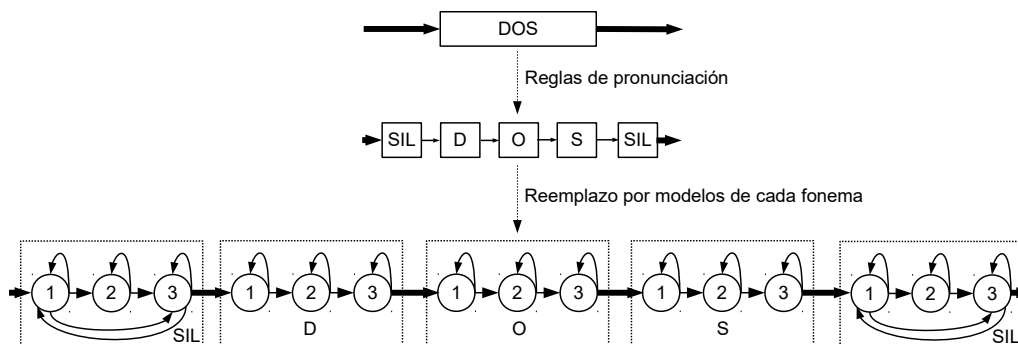 DOS
Reglas de pronunciación
SIL D O S SIL
Reemplazo por modelos de cada fonema
1 2 3 1 2 3 1 2 3 1 2 3 1 2 3
SIL D O S SIL